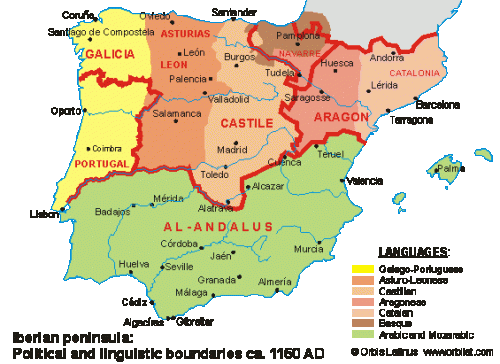 Coruña
Oviedo
Santander
Santiago de Compostela
ASTURIAS
Pamplona
GALICIA
León
Burgos
NAVARRE
Andorra
LEON
Huesca
CATALONIA
Palencia
Tudela
Lérida
Valladolid
Saragosse
Barcelona
Oporto
Salamanca
CASTILE
ARAGON
Tarragona
Coimbra
Madrid
Teruel
PORTUGAL
Toledo
Cuenca
Palma
Alcazar
Valencia
Lisbon
Mérida
Alatrava
Badajos
AL-ANDALUS
Córdoba
Jaén
Murcia
Huelva
Seville
Granada
Almería
Málaga
Cádiz
Algeciras
Gibraltar
LANGUAGES:
Galego-Portuguese
Asturo-Leonese
Castilian
Aragonese
Catalan
Basque
Arabic and Mozarabic
Iberian peninsula:
Political and linguistic boundaries ca. 1150 AD
© Orbis Latinus www.orbilat.com